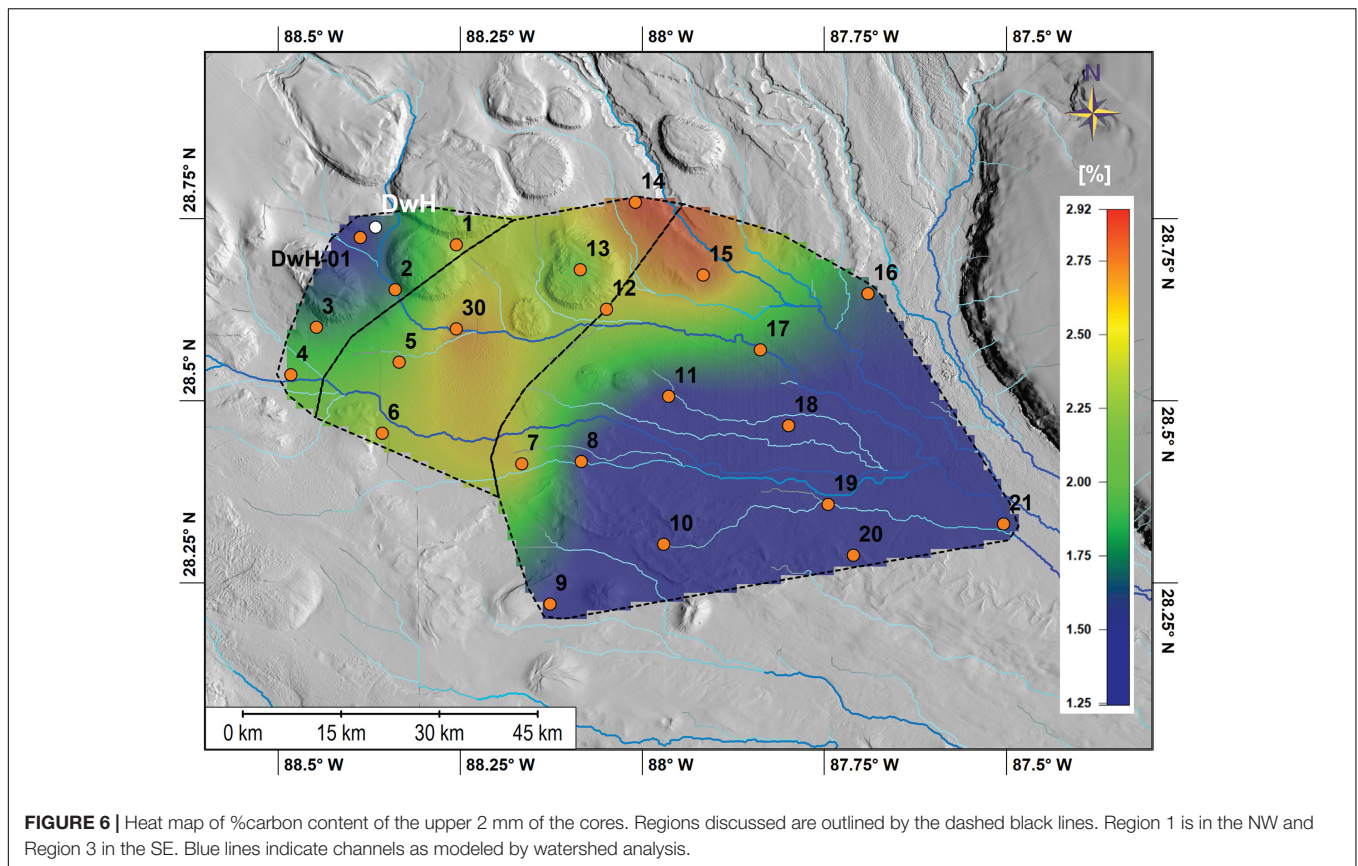 88.5° W 88.25° W 88° W 87.75° W 87.5° W
N
[%]
28.75° N
28.5° N
28.25° N
28.75° N
28.5° N
28.25° N
DwH
DwH-01
1
2
3
4
5
6
7
8
9
10
11
12
13
14
15
16
17
18
19
20
21
30
2.92
2.75
2.50
2.25
2.00
1.75
1.50
1.25
0 km 15 km 30 km 45 km
88.5° W 88.25° W 88° W 87.75° W 87.5° W
FIGURE 6 | Heat map of %carbon content of the upper 2 mm of the cores. Regions discussed are outlined by the dashed black lines. Region 1 is in the NW and
Region 3 in the SE. Blue lines indicate channels as modeled by watershed analysis.